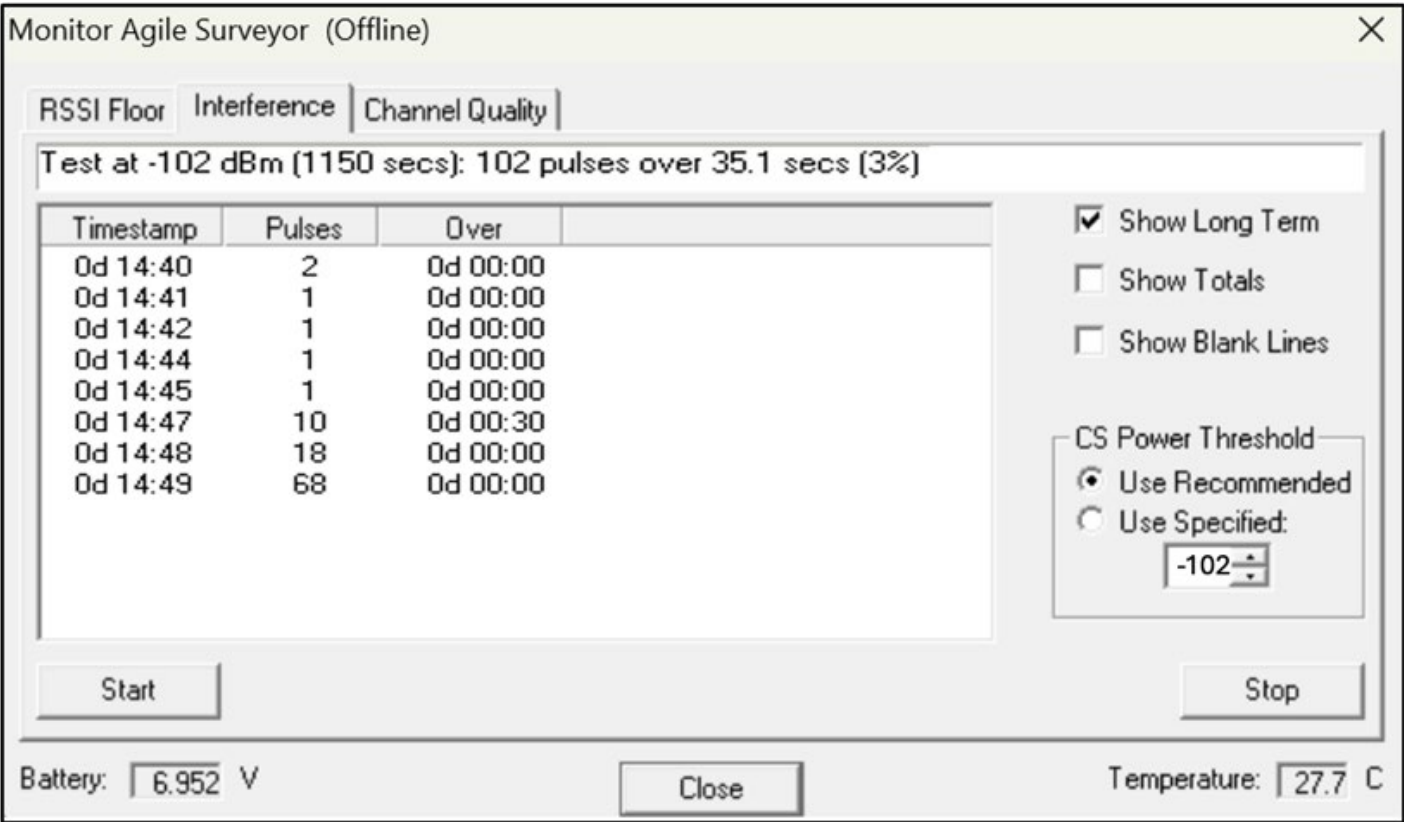 Monitor Agile Surveyor (Offline)
RSSI Floor Interference Channel Quality
Test at -102 dBm (1150 secs): 102 pulses over 35.1 secs (3%)
Timestamp Pulses Over
0d 14:40 2 0d 00:00
0d 14:41 1 0d 00:00
0d 14:42 1 0d 00:00
0d 14:44 1 0d 00:00
0d 14:45 1 0d 00:00
0d 14:47 10 0d 00:30
0d 14:48 18 0d 00:00
0d 14:49 68 0d 00:00
Show Long Term
Show Totals
Show Blank Lines
CS Power Threshold
Use Recommended
Use Specified:
-102
Start
Stop
Battery: 6.952 V
Close
Temperature: 27.7 C